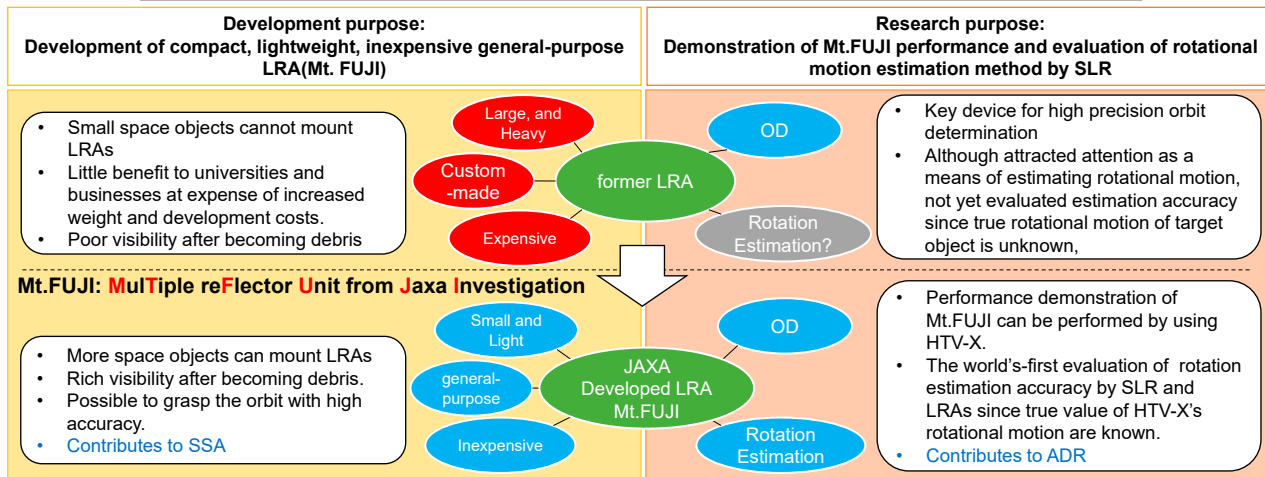 Development purpose:
Development of compact, lightweight, inexpensive general-purpose
LRA(Mt. FUJI)
Research purpose:
Demonstration of Mt.FUJI performance and evaluation of rotational
motion estimation method by SLR
• Small space objects cannot mount
LRAs
• Little benefit to universities and
businesses at expense of increased
weight and development costs.
• Poor visibility after becoming debris
Large, and
Heavy
Custom
-made
Expensive
former LRA
OD
Rotation
Estimation?
• Key device for high precision orbit
determination
• Although attracted attention as a
means of estimating rotational motion,
not yet evaluated estimation accuracy
since true rotational motion of target
object is unknown,
Mt.FUJI: MulTiple reFlector Unit from Jaxa Investigation
• More space objects can mount LRAs
• Rich visibility after becoming debris.
• Possible to grasp the orbit with high
accuracy.
• Contributes to SSA
Small and
Light
general-
purpose
Inexpensive
JAXA
Developed LRA
Mt.FUJI
OD
Rotation
Estimation
• Performance demonstration of
Mt.FUJI can be performed by using
HTV-X.
• The world's-first evaluation of rotation
estimation accuracy by SLR and
LRAs since true value of HTV-X's
rotational motion are known.
• Contributes to ADR